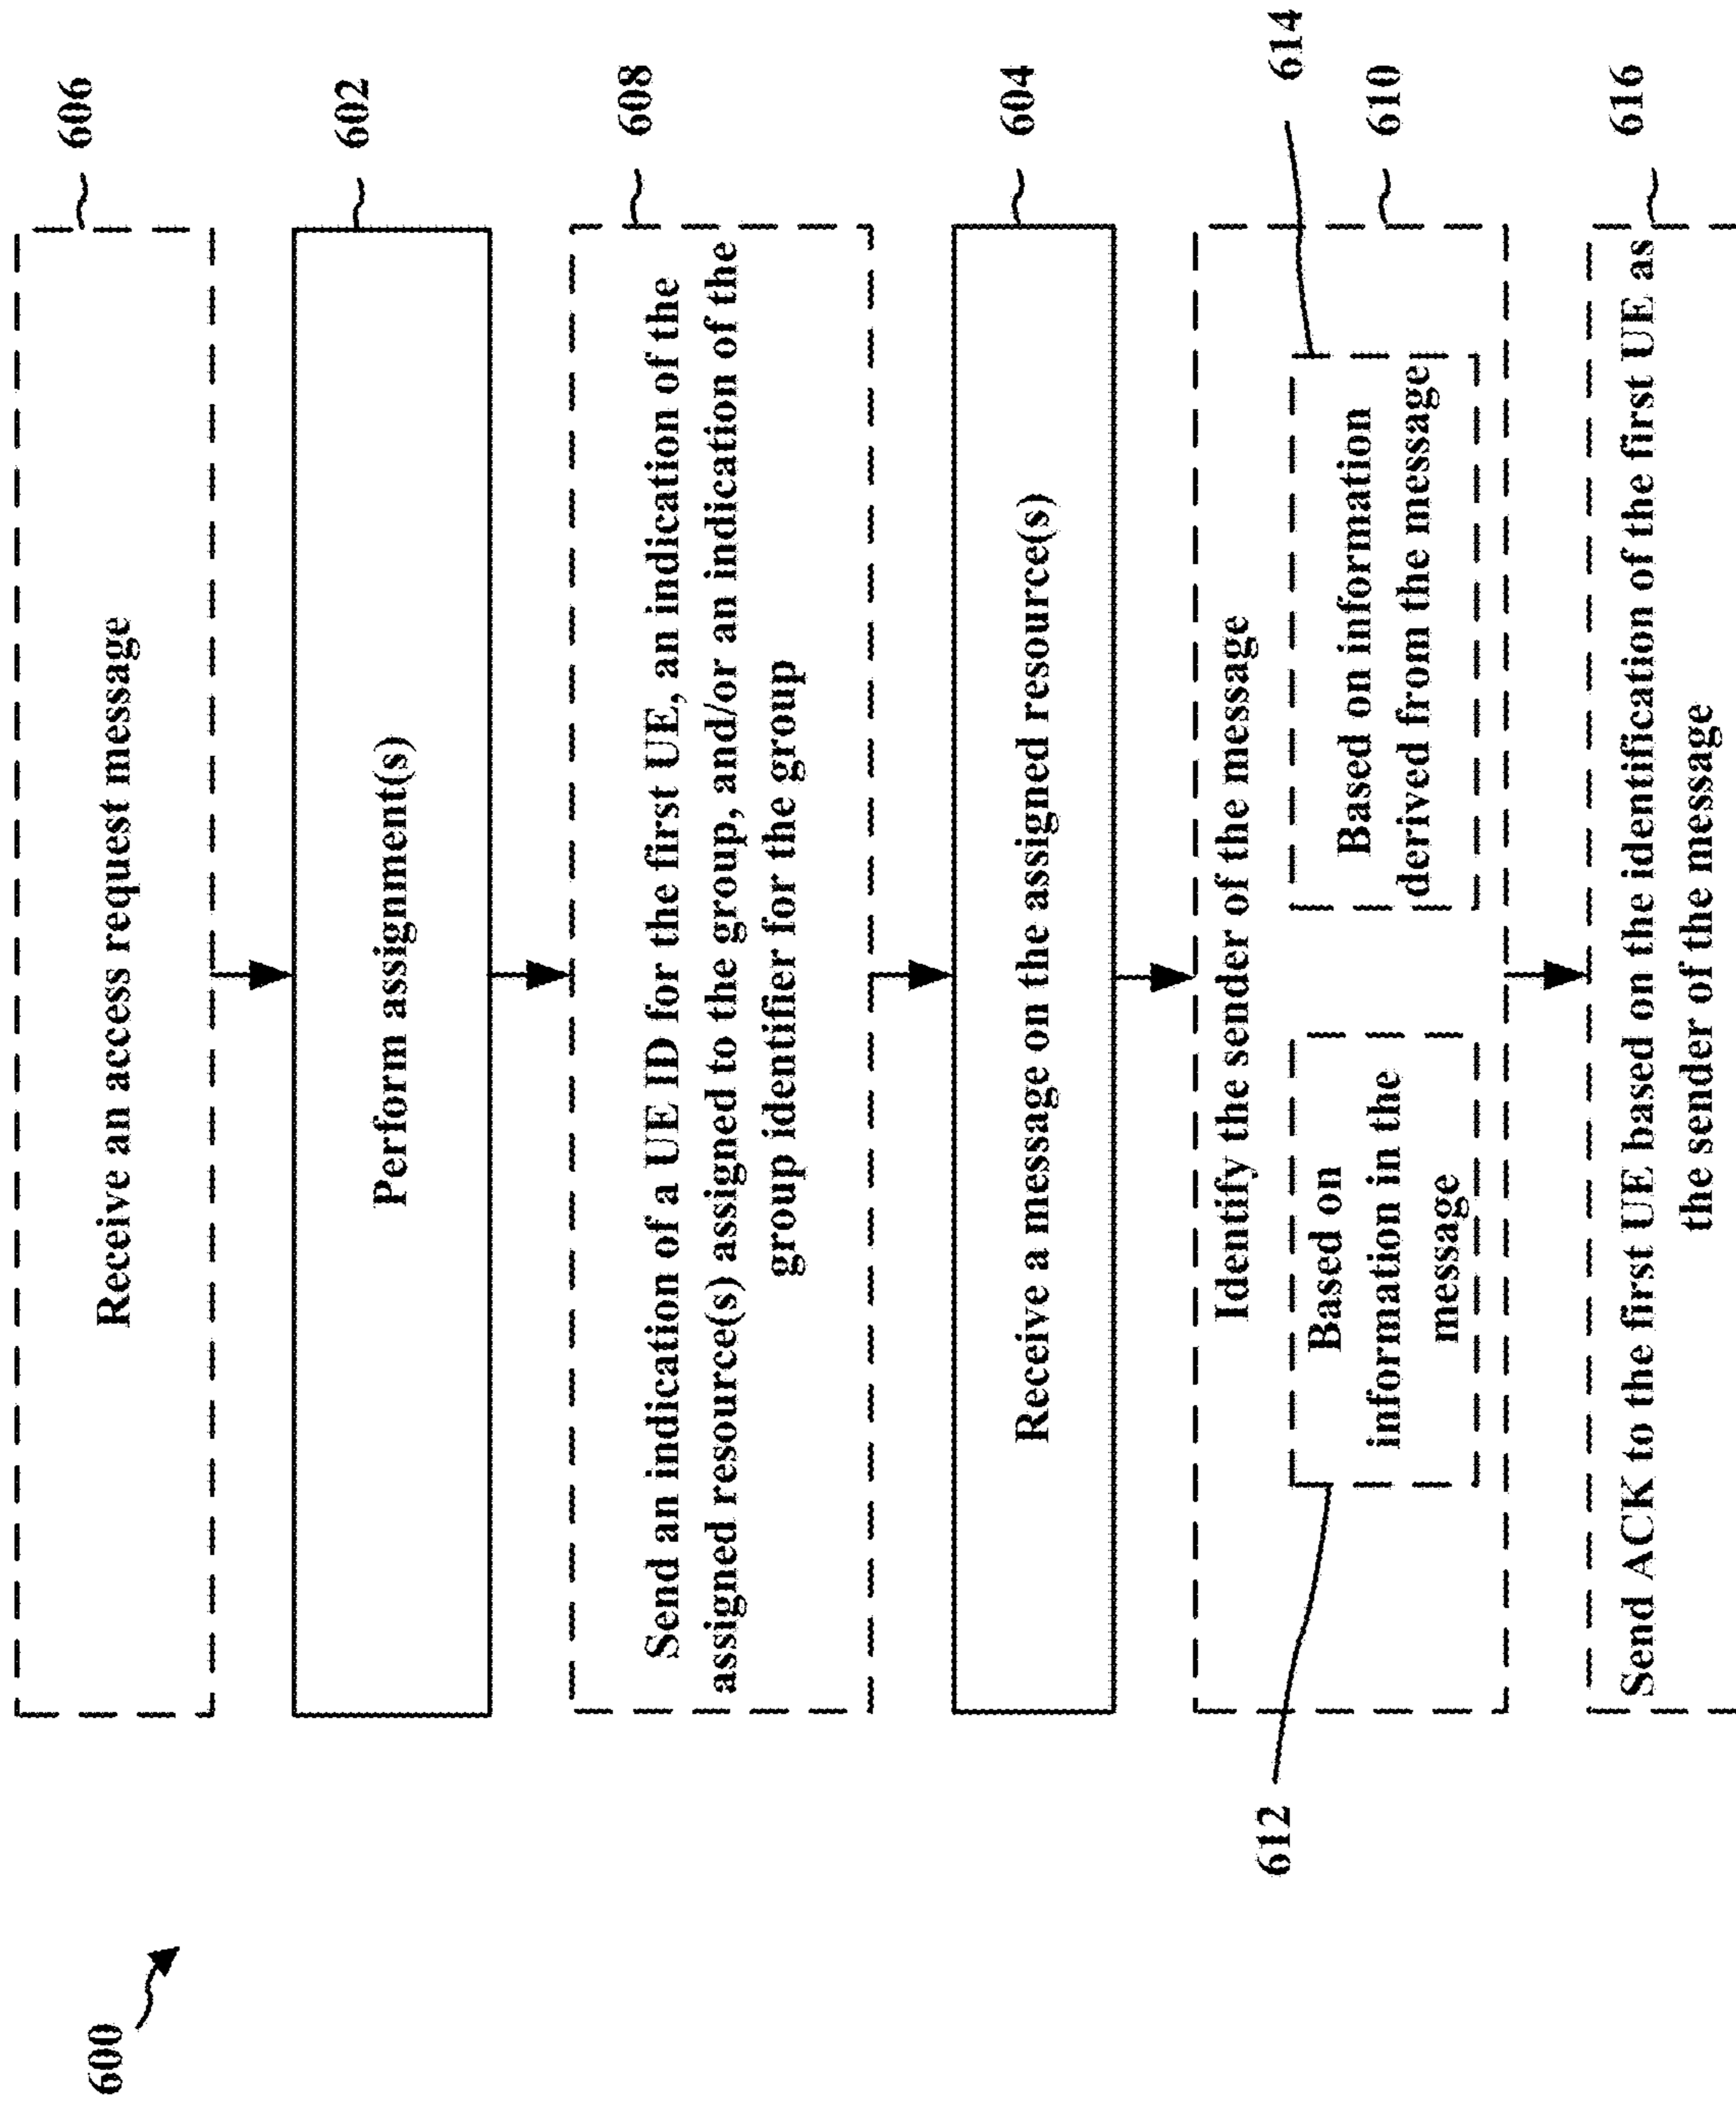 600
606
Receive an access request message
602
Perform assignment(s)
608
Send an indication of a UE ID for the first UE, an indication of the
assigned resource(s) assigned to the group, and/or an indication of the
group identifier for the group
604
Receive a message on the assigned resource(s)
614
610
Identify the sender of the message
612
Based on
information in the
message
Based on information
derived from the message
616
Send ACK to the first UE based on the identification of the first UE as
the sender of the message